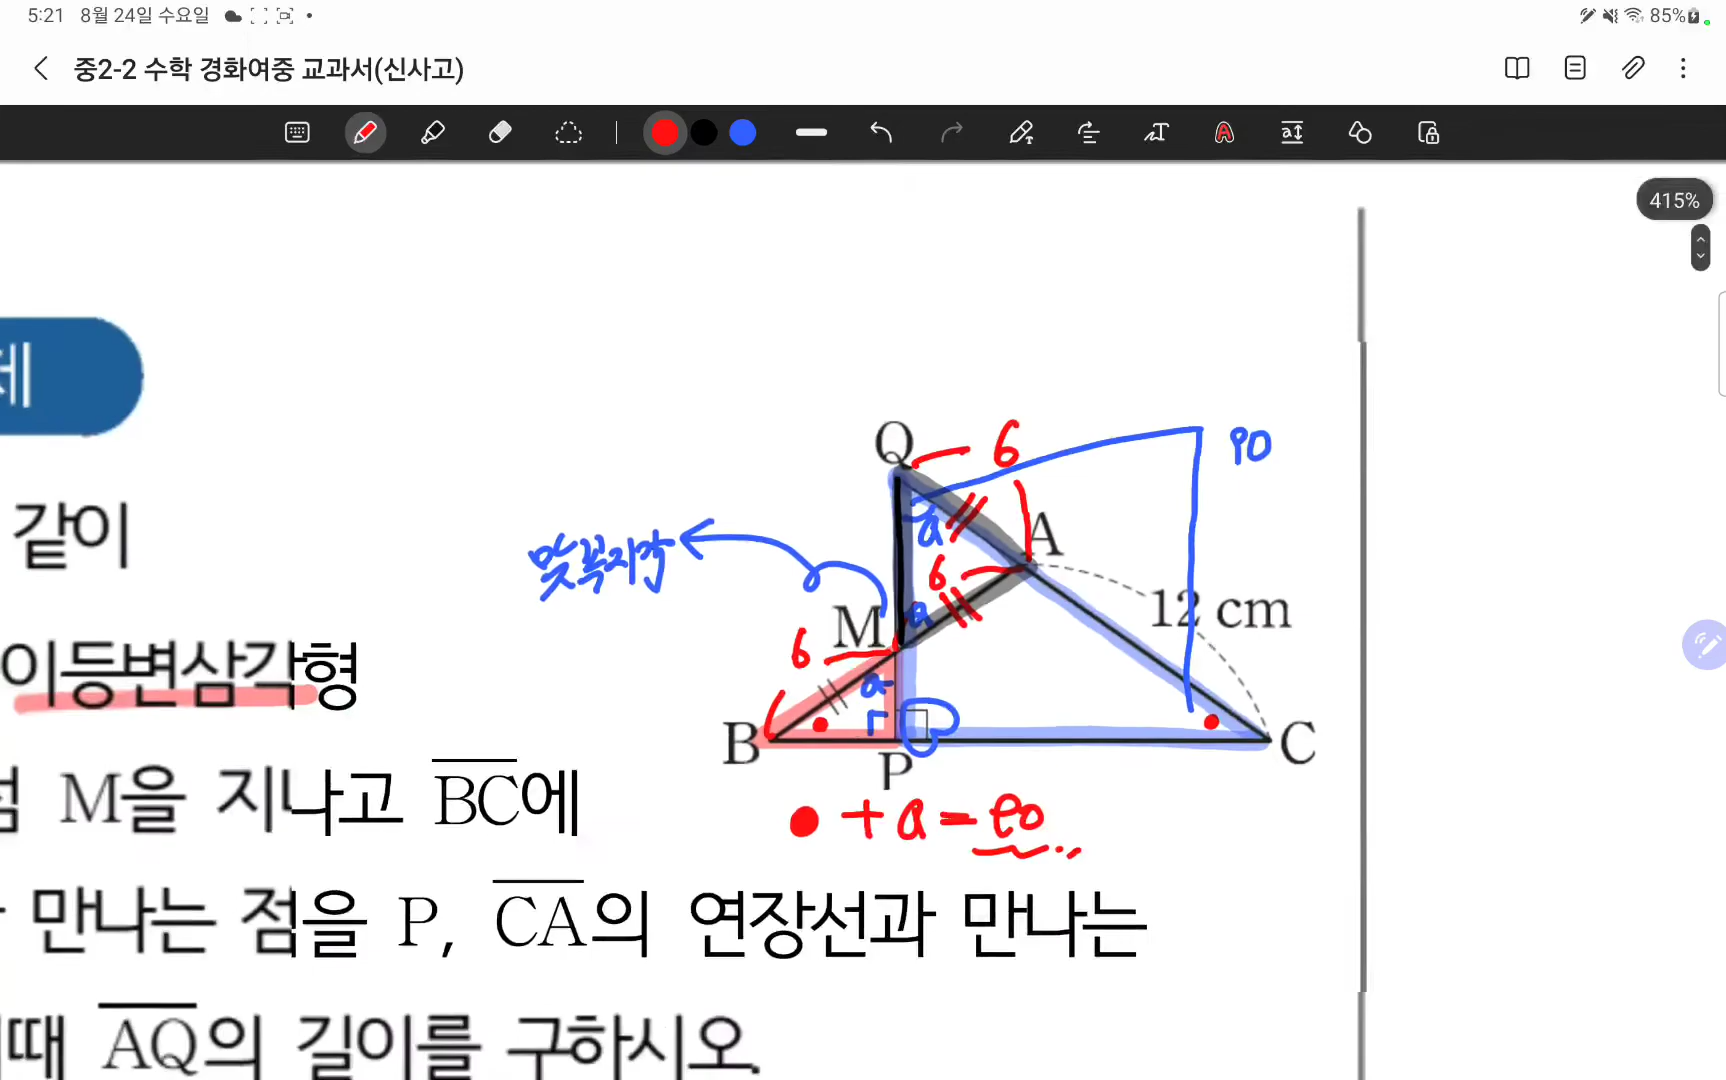 5:21 8월 24일 수요일
85%
중2-2 수학 경화여중 교과서(신사고)
415%
제
Q 6 90
같이
a A
맞꼭지각 6
M a 12 cm
6
이등변삼각형
a
B P C
점 M을 지나고 BC에
● + a = 90
만나는 점을 P, CA의 연장선과 만나는
때 AQ의 길이를 구하시오.